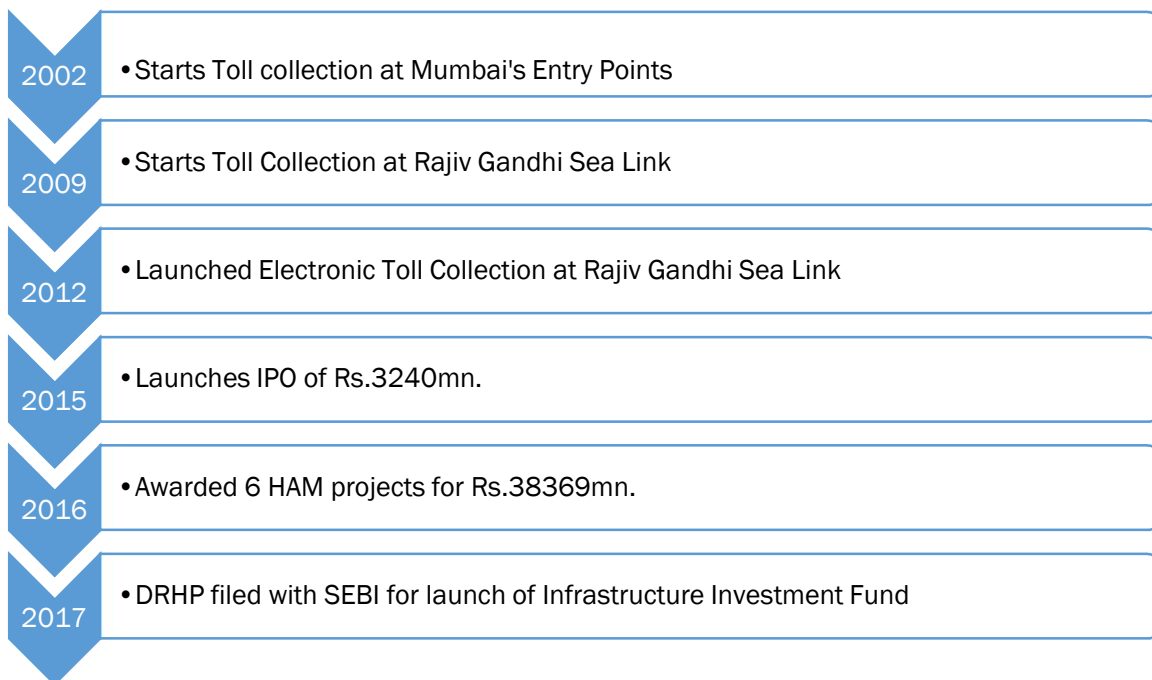 2002
•Starts Toll collection at Mumbai's Entry Points
2009
•Starts Toll Collection at Rajiv Gandhi Sea Link
2012
•Launched Electronic Toll Collection at Rajiv Gandhi Sea Link
2015
•Launches IPO of Rs.3240mn.
2016
•Awarded 6 HAM projects for Rs.38369mn.
2017
•DRHP filed with SEBI for launch of Infrastructure Investment Fund